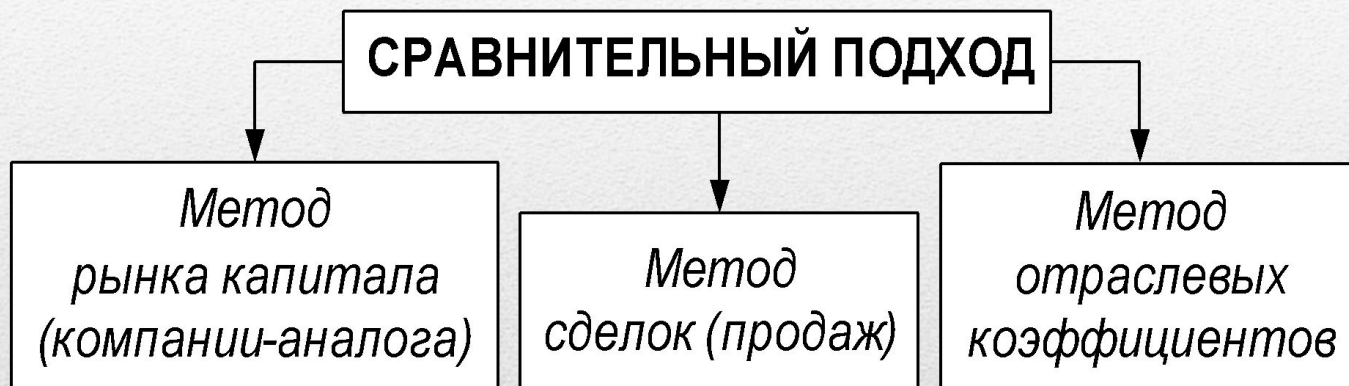 СРАВНИТЕЛЬНЫЙ ПОДХОД
Метод
рынка капитала
(компании-аналога)
Метод
сделок (продаж)
Метод
отраслевых
коэффициентов